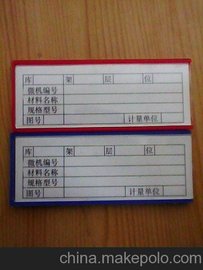 库 架 层 位
微机编号
材料名称
规格型号
图号 计量单位
库 架 层 位
微机编号
材料名称
规格型号
图号 计量单位
china.makepolo.com